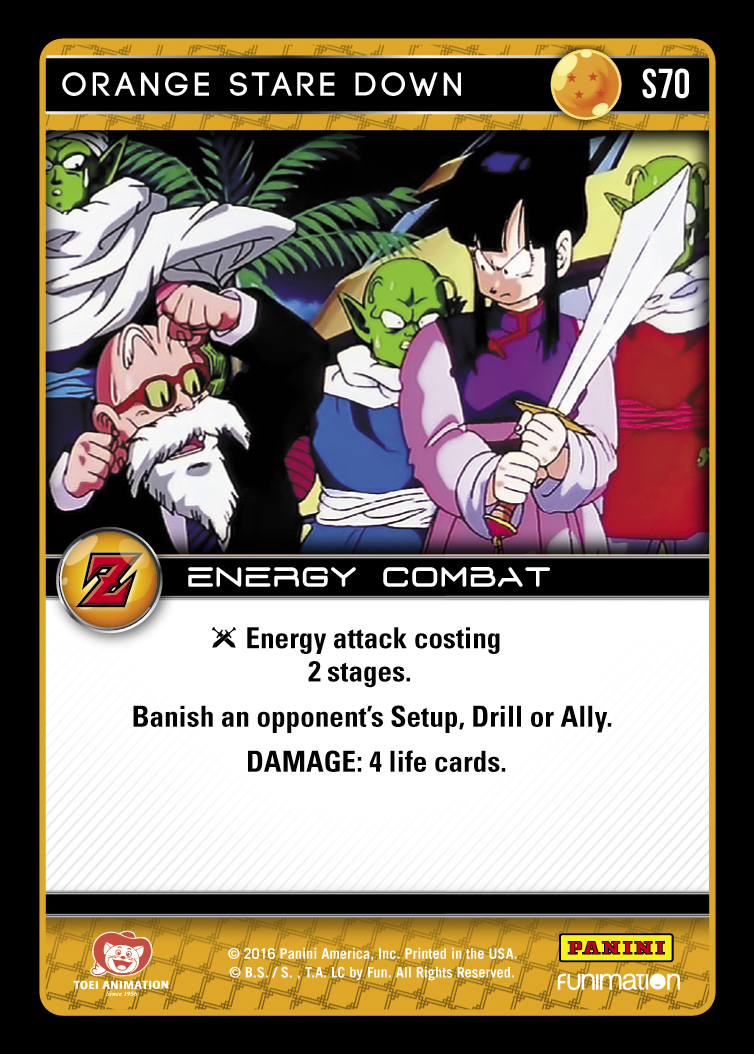 ORANGE STARE DOWN
S70
Z ENERGY COMBAT
Energy attack costing
2 stages.
Banish an opponent's Setup, Drill or Ally.
DAMAGE: 4 life cards.
© 2016 Panini America, Inc. Printed in the USA.
© B.S. / S. , T.A. LC by Fun. All Rights Reserved.
TOEI ANIMATION
Since 1956
PANINI
FUNIMATION